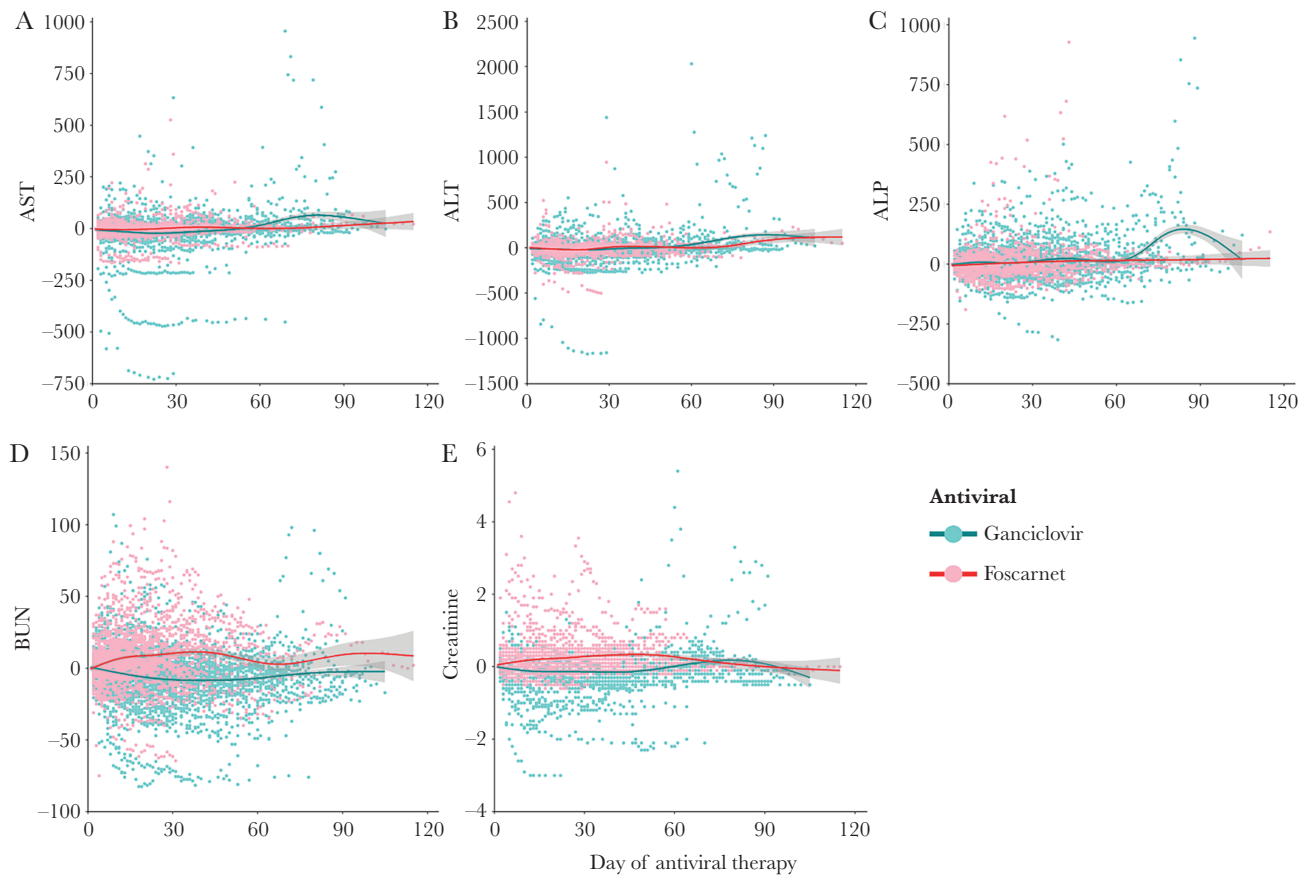 A
AST
1000
750
500
250
0
−250
−500
−750
0 30 60 90 120
B
ALT
2500
2000
1500
1000
500
0
−500
−1000
−1500
0 30 60 90 120
C
ALP
1000
750
500
250
0
−250
−500
0 30 60 90 120
D
BUN
150
100
50
0
−50
−100
0 30 60 90 120
E
Creatinine
6
4
2
0
−2
−4
0 30 60 90 120
Day of antiviral therapy
Antiviral
Ganciclovir
Foscarnet